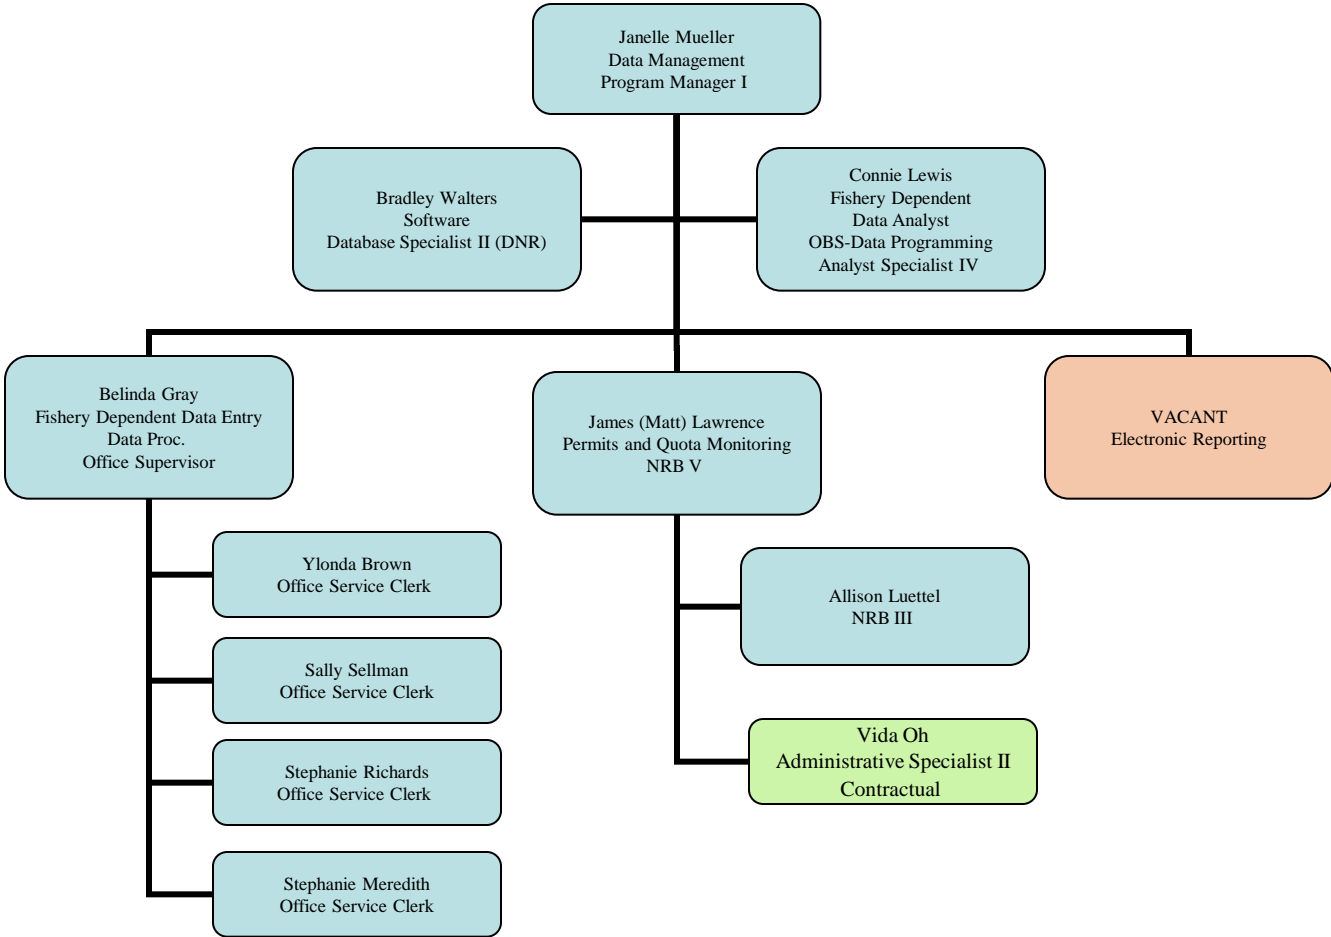 Janelle Mueller
Data Management
Program Manager I
Bradley Walters
Software
Database Specialist II (DNR)
Connie Lewis
Fishery Dependent
Data Analyst
OBS-Data Programming
Analyst Specialist IV
Belinda Gray
Fishery Dependent Data Entry
Data Proc.
Office Supervisor
James (Matt) Lawrence
Permits and Quota Monitoring
NRB V
VACANT
Electronic Reporting
Ylonda Brown
Office Service Clerk
Sally Sellman
Office Service Clerk
Stephanie Richards
Office Service Clerk
Stephanie Meredith
Office Service Clerk
Allison Luettel
NRB III
Vida Oh
Administrative Specialist II
Contractual